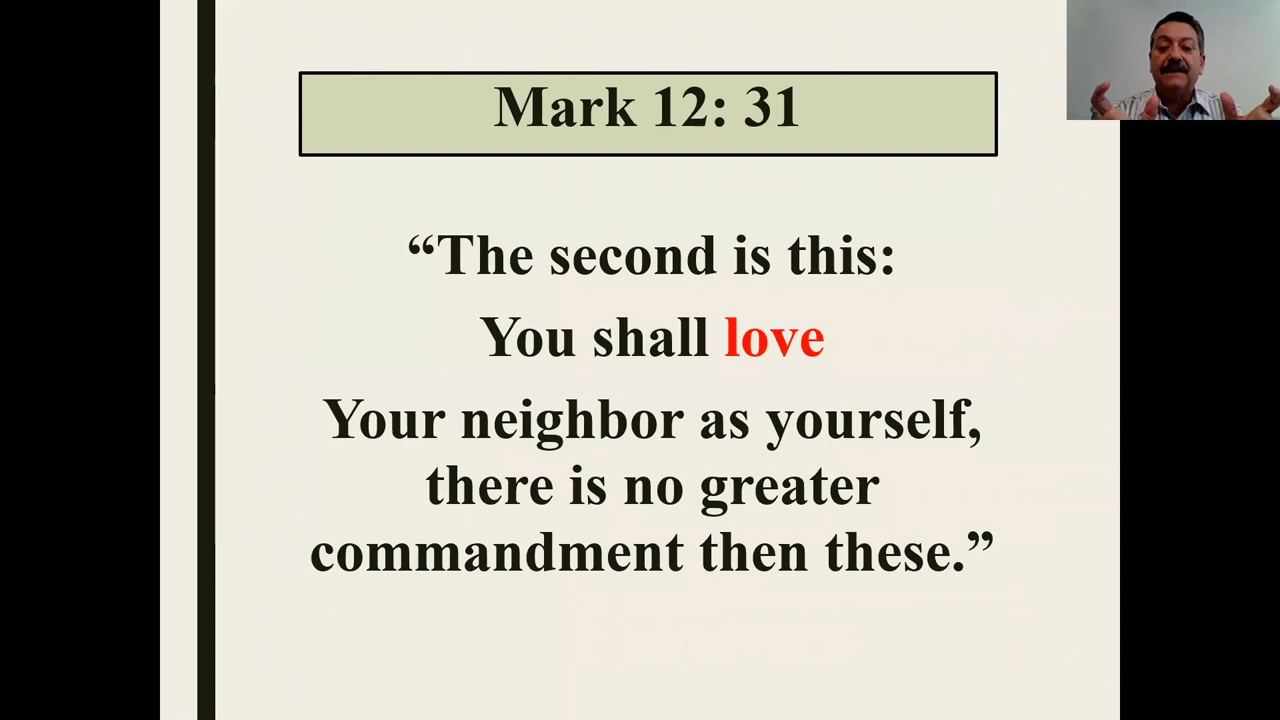 Mark 12: 31
“The second is this:
You shall love
Your neighbor as yourself,
there is no greater
commandment then these.”